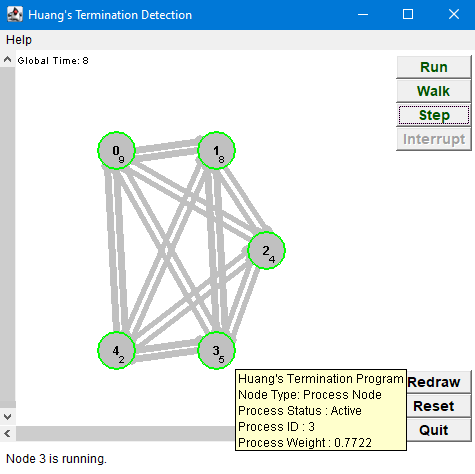 Huang's Termination Detection
Help
Global Time: 8
Run
Walk
Step
Interrupt
0
9
1
8
2
4
4
2
3
5
Huang's Termination Program
Node Type: Process Node
Process Status : Active
Process ID : 3
Process Weight : 0.7722
Redraw
Reset
Quit
Node 3 is running.